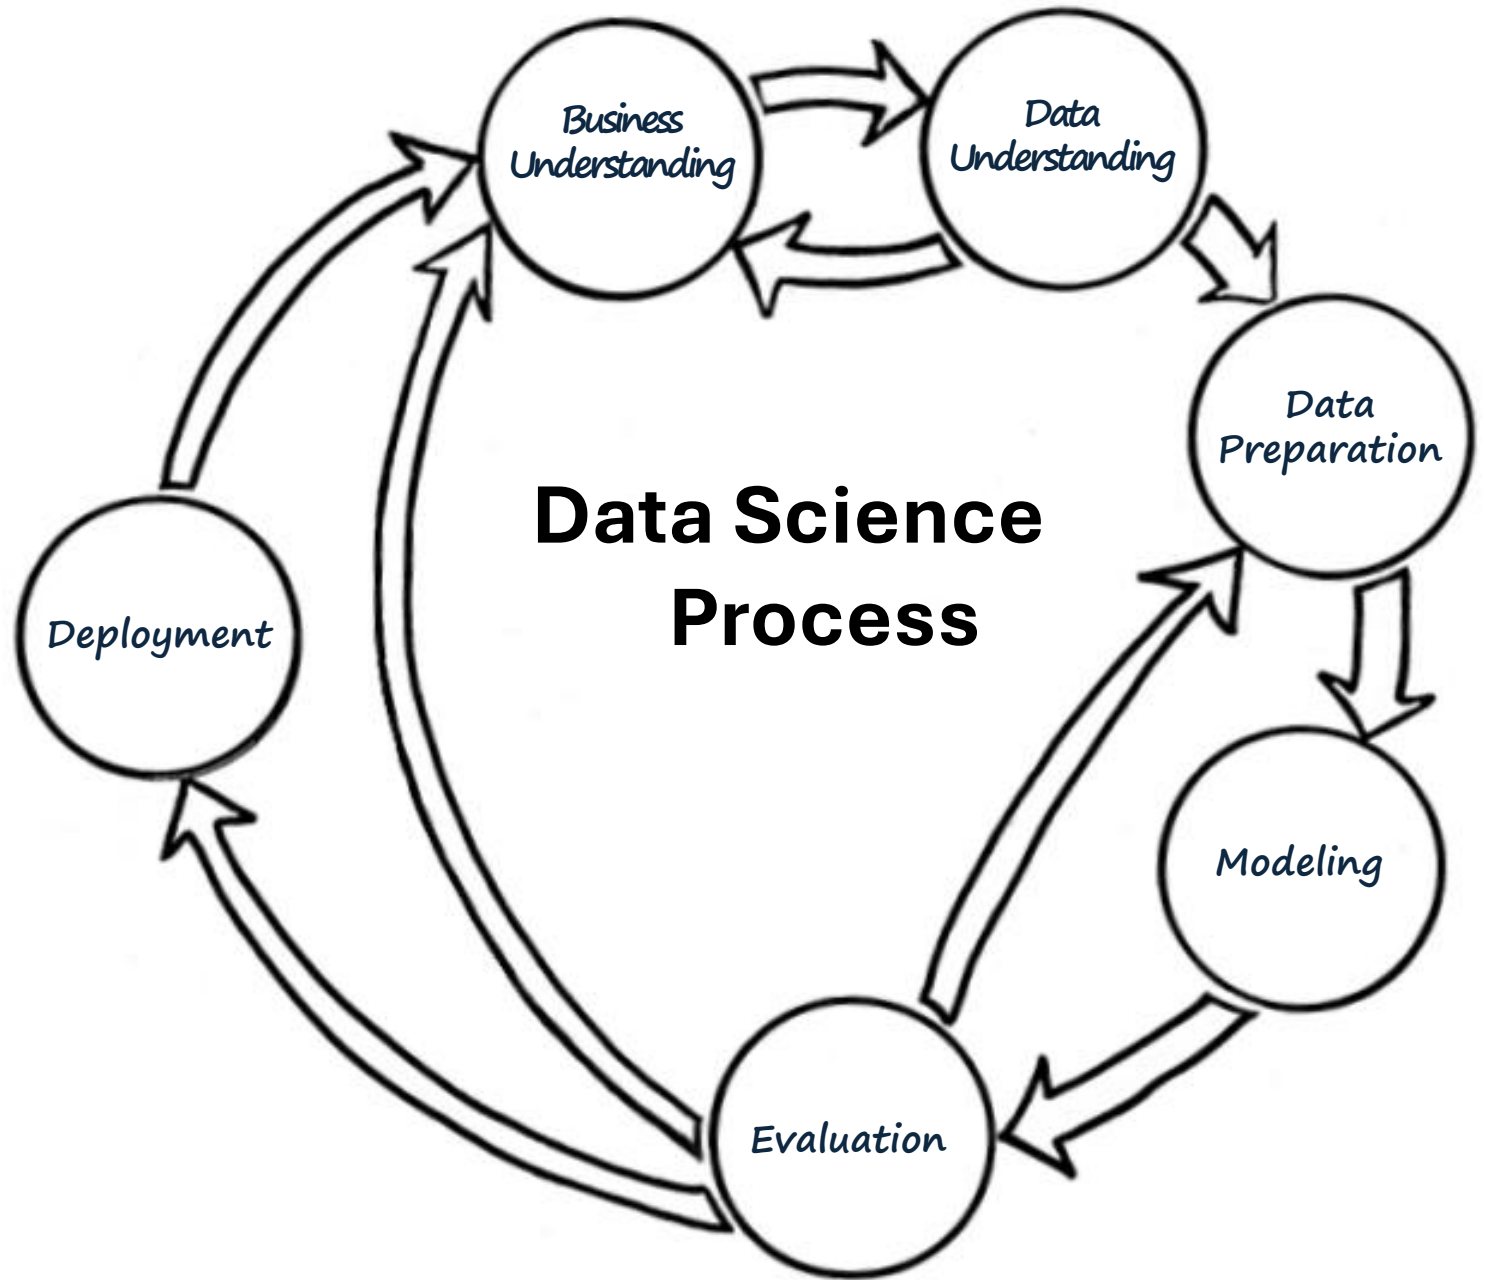 Business
Understanding
Data
Understanding
Data
Preparation
Data Science
Process
Deployment
Modeling
Evaluation